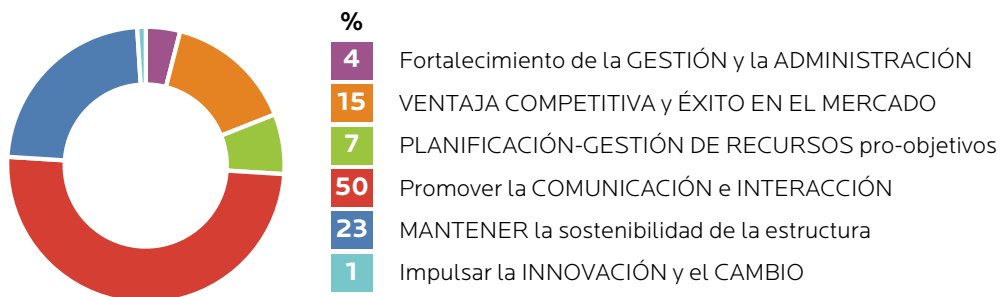 %
4 Fortalecimiento de la GESTIÓN y la ADMINISTRACIÓN
15 VENTAJA COMPETITIVA y ÉXITO EN EL MERCADO
7 PLANIFICACIÓN-GESTIÓN DE RECURSOS pro-objetivos
50 Promover la COMUNICACIÓN e INTERACCIÓN
23 MANTENER la sostenibilidad de la estructura
1 Impulsar la INNOVACIÓN y el CAMBIO